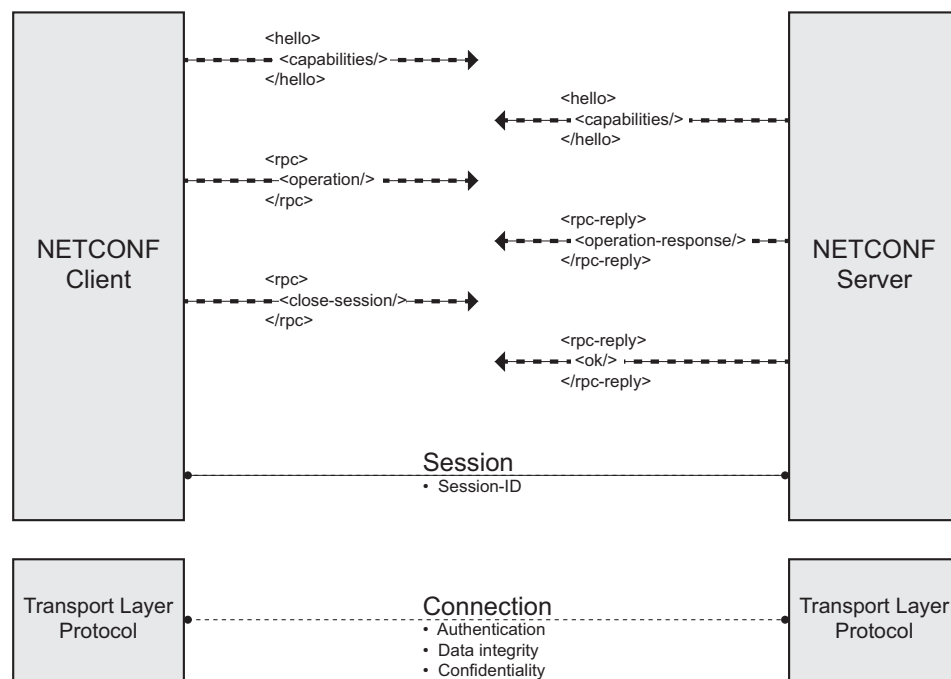 <hello>
<capabilities/>
</hello>
<hello>
<capabilities/>
</hello>
<rpc>
<operation/>
</rpc>
<rpc-reply>
<operation-response/>
</rpc-reply>
NETCONF
Client
NETCONF
Server
<rpc>
<close-session/>
</rpc>
<rpc-reply>
<ok/>
</rpc-reply>
Session
• Session-ID
Transport Layer
Protocol
Connection
• Authentication
• Data integrity
• Confidentiality
Transport Layer
Protocol